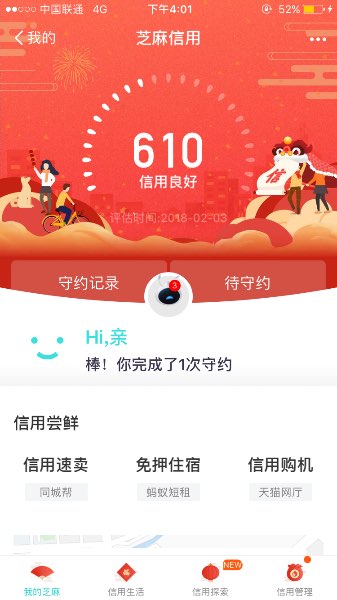 中国联通 4G 下午4:01 52%
我的 芝麻信用
610
信用良好
评估时间:2018-02-03
信
守约记录 待守约
3
Hi,亲
棒！你完成了1次守约
信用尝鲜
信用速卖 免押住宿 信用购机
同城帮 蚂蚁短租 天猫网厅
NEW
我的芝麻 信用生活 信用探索 信用管理